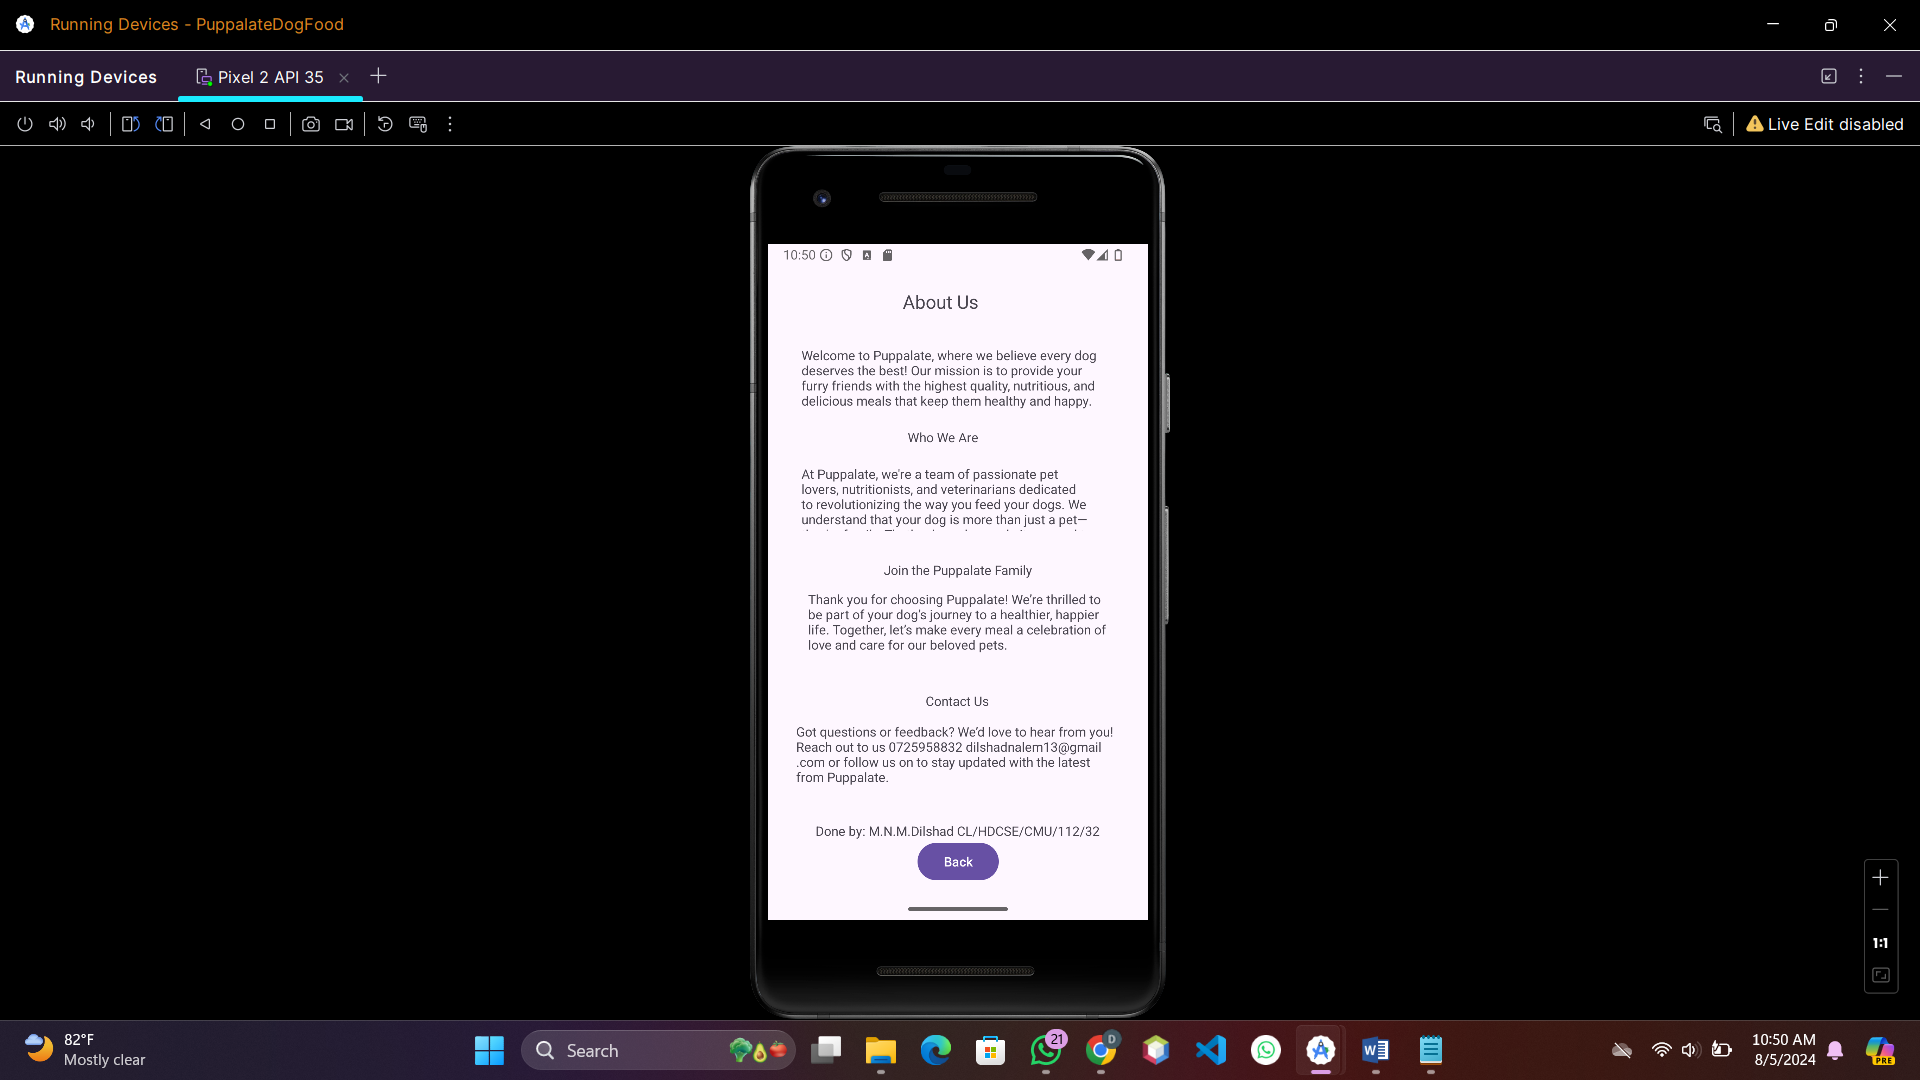 Running Devices - PuppalateDogFood
Running Devices
Pixel 2 API 35
Live Edit disabled
10:50
About Us
Welcome to Puppalate, where we believe every dog
deserves the best! Our mission is to provide your
furry friends with the highest quality, nutritious, and
delicious meals that keep them healthy and happy.
Who We Are
At Puppalate, we're a team of passionate pet
lovers, nutritionists, and veterinarians dedicated
to revolutionizing the way you feed your dogs. We
understand that your dog is more than just a pet—
Join the Puppalate Family
Thank you for choosing Puppalate! We’re thrilled to
be part of your dog's journey to a healthier, happier
life. Together, let’s make every meal a celebration of
love and care for our beloved pets.
Contact Us
Got questions or feedback? We’d love to hear from you!
Reach out to us 0725958832 dilshadnalem13@gmail
.com or follow us on to stay updated with the latest
from Puppalate.
Done by: M.N.M.Dilshad CL/HDCSE/CMU/112/32
Back
1:1
82°F
Mostly clear
Search
21
D
10:50 AM
8/5/2024
PRE